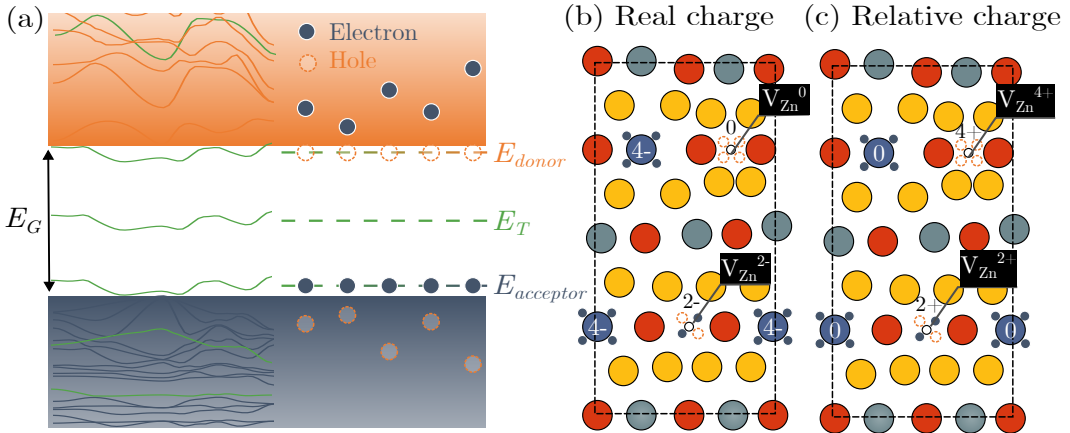 (a)
Electron
Hole
E_donor
E_G
E_T
E_acceptor
(b) Real charge
V_Zn^0
0
4-
V_Zn^2-
2-
4-
4-
(c) Relative charge
V_Zn^4+
4+
0
V_Zn^2+
2+
0
0